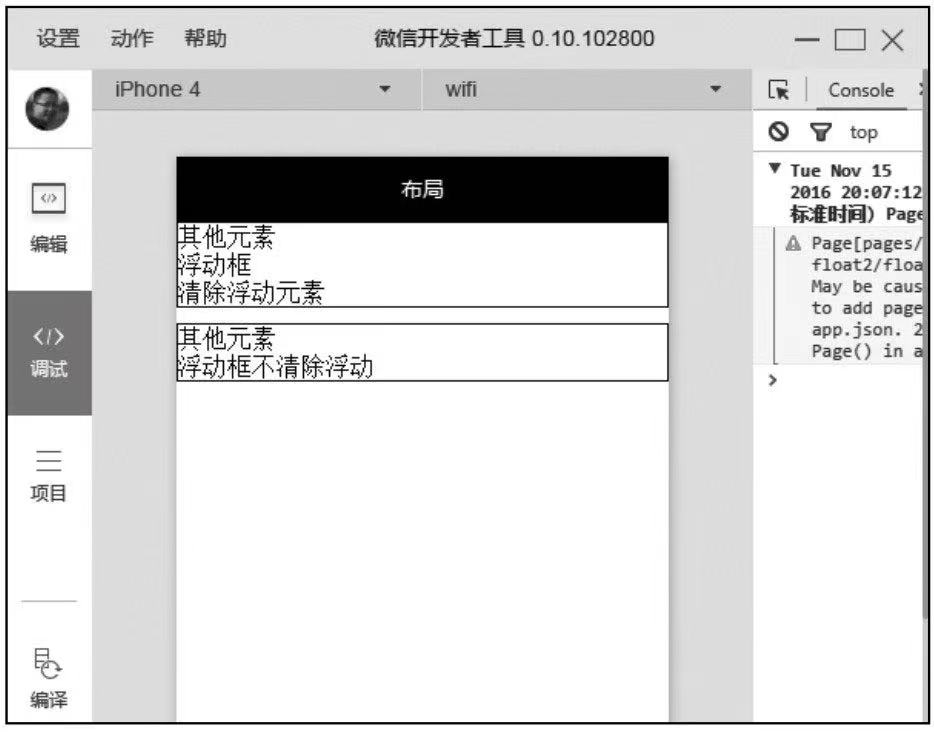 设置 动作 帮助 微信开发者工具 0.10.102800
iPhone 4 wifi
Console
top
编辑
调试
项目
编译
布局
其他元素
浮动框
清除浮动元素
其他元素
浮动框不清除浮动
Tue Nov 15
2016 20:07:12
标准时间) Page
Page[pages/
float2/floa
May be caus
to add page
app.json. 2
Page() in a